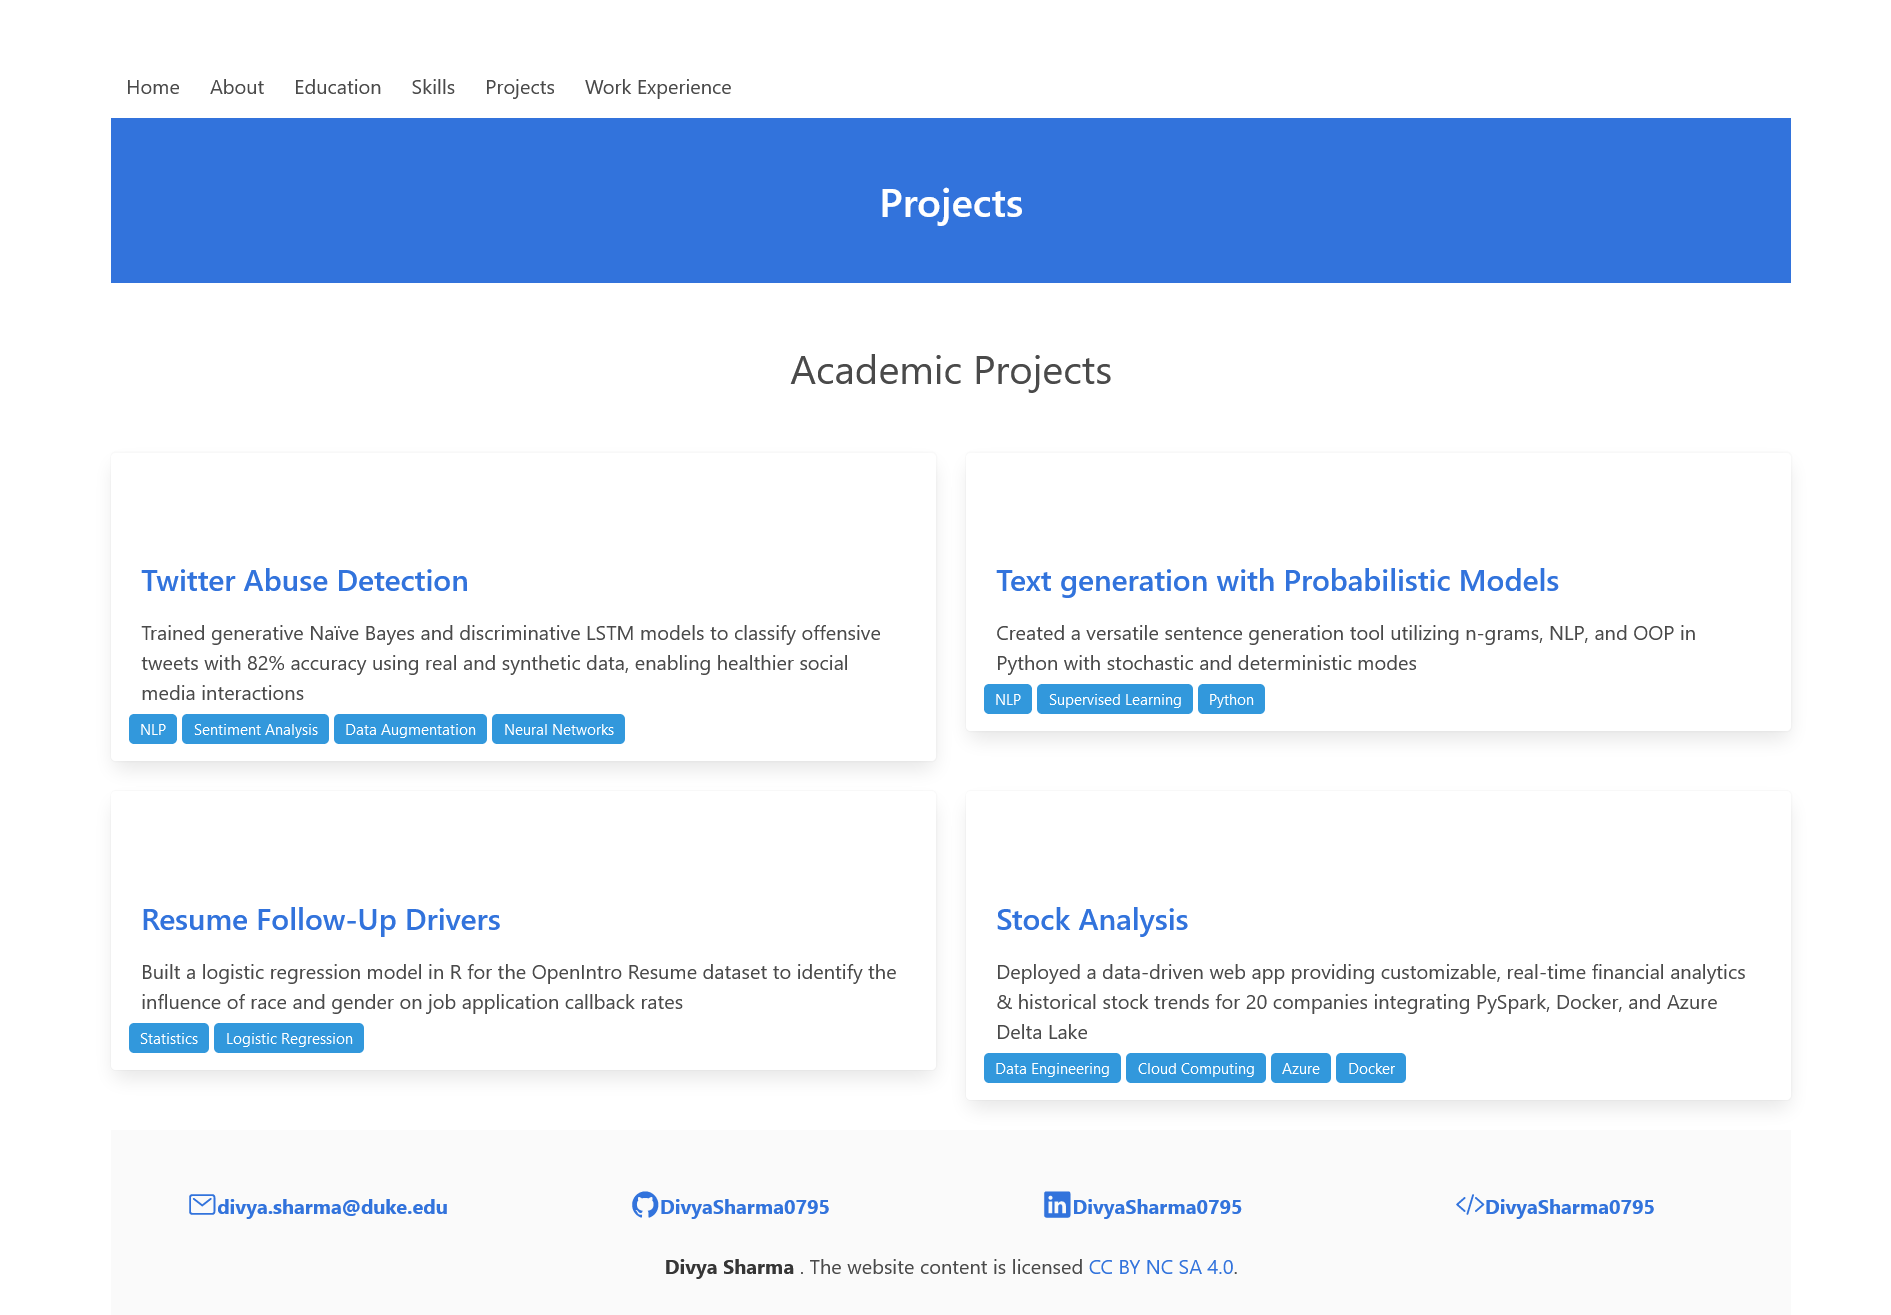 Home About Education Skills Projects Work Experience
Projects
Academic Projects
Twitter Abuse Detection
Trained generative Naïve Bayes and discriminative LSTM models to classify offensive
tweets with 82% accuracy using real and synthetic data, enabling healthier social
media interactions
NLP Sentiment Analysis Data Augmentation Neural Networks
Text generation with Probabilistic Models
Created a versatile sentence generation tool utilizing n-grams, NLP, and OOP in
Python with stochastic and deterministic modes
NLP Supervised Learning Python
Resume Follow-Up Drivers
Built a logistic regression model in R for the OpenIntro Resume dataset to identify the
influence of race and gender on job application callback rates
Statistics Logistic Regression
Stock Analysis
Deployed a data-driven web app providing customizable, real-time financial analytics
& historical stock trends for 20 companies integrating PySpark, Docker, and Azure
Delta Lake
Data Engineering Cloud Computing Azure Docker
divya.sharma@duke.edu DivyaSharma0795 DivyaSharma0795 DivyaSharma0795
Divya Sharma . The website content is licensed CC BY NC SA 4.0.